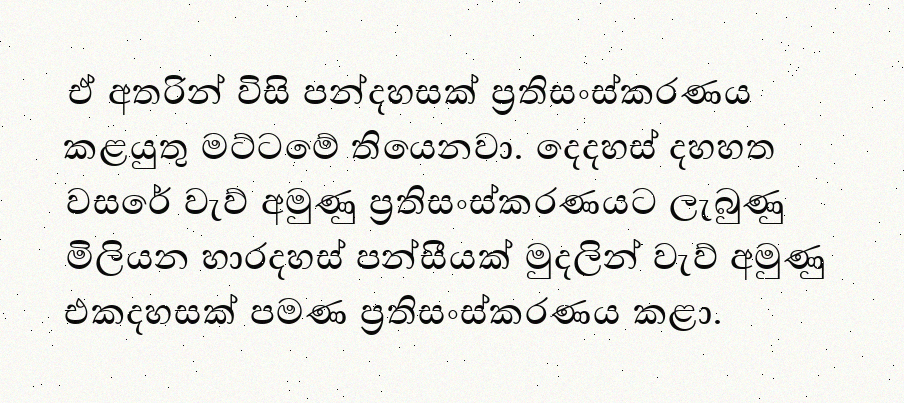 ඒ අතරින් විසි පන්දහසක් ප්‍රතිසංස්කරණය
කළයුතු මට්ටමේ තියෙනවා. දෙදහස් දහහත
වසරේ වැව් අමුණු ප්‍රතිසංස්කරණයට ලැබුණු
මිලියන හාරදහස් පන්සීයක් මුදලින් වැව් අමුණු
එකදහසක් පමණ ප්‍රතිසංස්කරණය කළා.